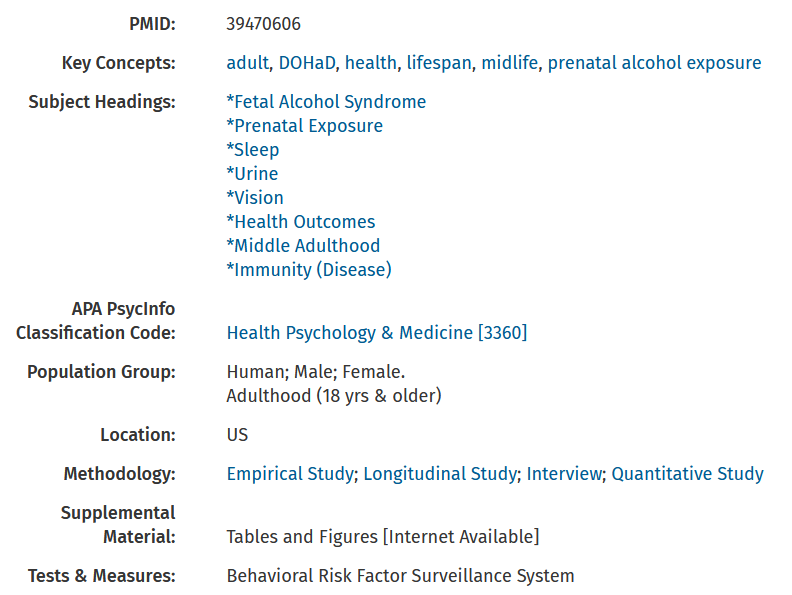 PMID: 39470606
Key Concepts: adult, DOHaD, health, lifespan, midlife, prenatal alcohol exposure
Subject Headings: *Fetal Alcohol Syndrome
*Prenatal Exposure
*Sleep
*Urine
*Vision
*Health Outcomes
*Middle Adulthood
*Immunity (Disease)
APA PsycInfo
Classification Code: Health Psychology & Medicine [3360]
Population Group: Human; Male; Female.
Adulthood (18 yrs & older)
Location: US
Methodology: Empirical Study; Longitudinal Study; Interview; Quantitative Study
Supplemental
Material: Tables and Figures [Internet Available]
Tests & Measures: Behavioral Risk Factor Surveillance System